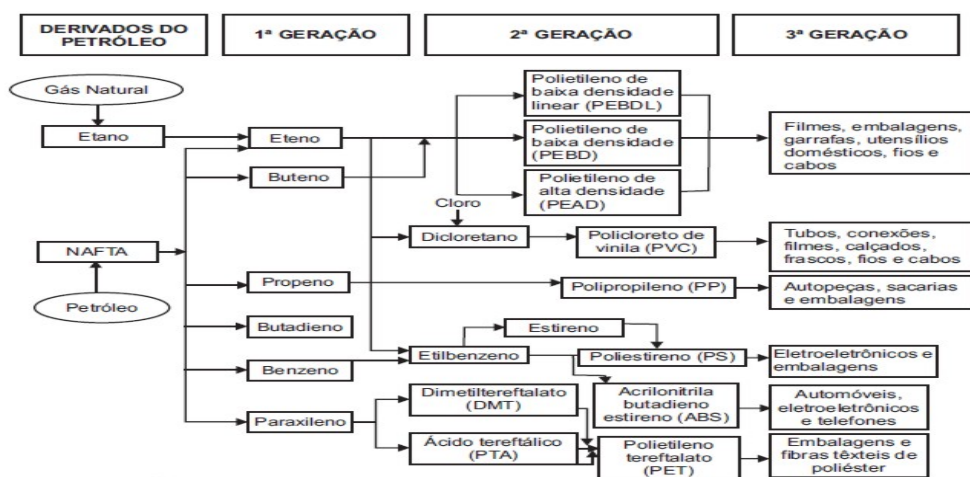 DERIVADOS DO
PETRÓLEO
1ª GERAÇÃO
2ª GERAÇÃO
3ª GERAÇÃO
Gás Natural
Etano
NAFTA
Petróleo
Eteno
Buteno
Propeno
Butadieno
Benzeno
Paraxileno
Polietileno de
baixa densidade
linear (PEBDL)
Polietileno de
baixa densidade
(PEBD)
Polietileno de
alta densidade
(PEAD)
Cloro
Dicloretano
Policloreto de
vinila (PVC)
Polipropileno (PP)
Estireno
Etilbenzeno
Poliestireno (PS)
Dimetiltereftalato
(DMT)
Acrilonitrila
butadieno
estireno (ABS)
Ácido tereftálico
(PTA)
Polietileno
tereftalato
(PET)
Filmes, embalagens,
garrafas, utensílios
domésticos, fios e
cabos
Tubos, conexões,
filmes, calçados,
frascos, fios e cabos
Autopeças, sacarias
e embalagens
Eletroeletrônicos e
embalagens
Automóveis,
eletroeletrônicos
e telefones
Embalagens e
fibras têxteis de
poliéster